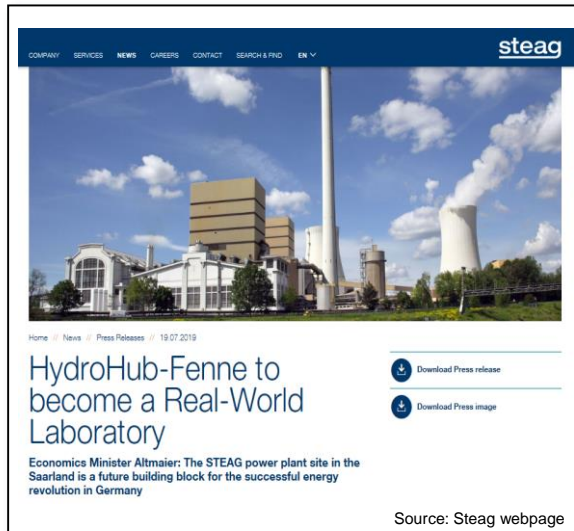 steag
COMPANY SERVICES NEWS CAREERS CONTACT SEARCH & FIND EN
Home // News // Press Releases // 19.07.2019
HydroHub-Fenne to
become a Real-World
Laboratory
Economics Minister Altmaier: The STEAG power plant site in the
Saarland is a future building block for the successful energy
revolution in Germany
Download Press release
Download Press image
Source: Steag webpage